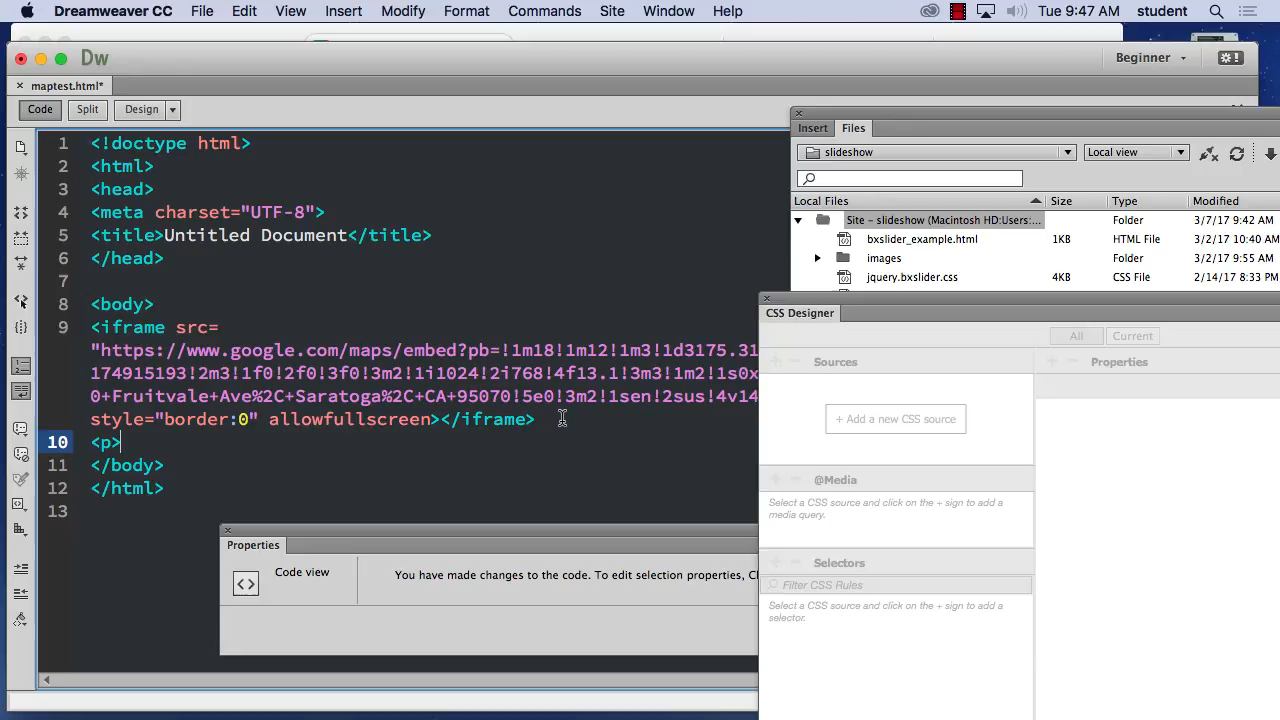 Dreamweaver CC File Edit View Insert Modify Format Commands Site Window Help Tue 9:47 AM student
Dw Beginner
maptest.html*
Code Split Design
1 <!doctype html>
2 <html>
3 <head>
4 <meta charset="UTF-8">
5 <title>Untitled Document</title>
6 </head>
7
8 <body>
9 <iframe src=
"https://www.google.com/maps/embed?pb=!1m18!1m12!1m3!1d3175.31
174915193!2m3!1f0!2f0!3f0!3m2!1i1024!2i768!4f13.1!3m3!1m2!1s0x
0+Fruitvale+Ave%2C+Saratoga%2C+CA+95070!5e0!3m2!1sen!2sus!4v14
style="border:0" allowfullscreen></iframe>
10 <p>
11 </body>
12 </html>
13
Properties
Code view
You have made changes to the code. To edit selection properties, Cl
Insert Files
slideshow Local view
Local Files Size Type Modified
Site - slideshow (Macintosh HD:Users:... Folder 3/7/17 9:42 AM
bxslider_example.html 1KB HTML File 3/2/17 10:40 AM
images Folder 3/2/17 9:55 AM
jquery.bxslider.css 4KB CSS File 2/14/17 8:33 PM
CSS Designer
All Current
+ − Sources + − Properties
+ Add a new CSS source
+ − @Media
Select a CSS source and click on the + sign to add a
media query.
+ − Selectors
Filter CSS Rules
Select a CSS source and click on the + sign to add a
selector.